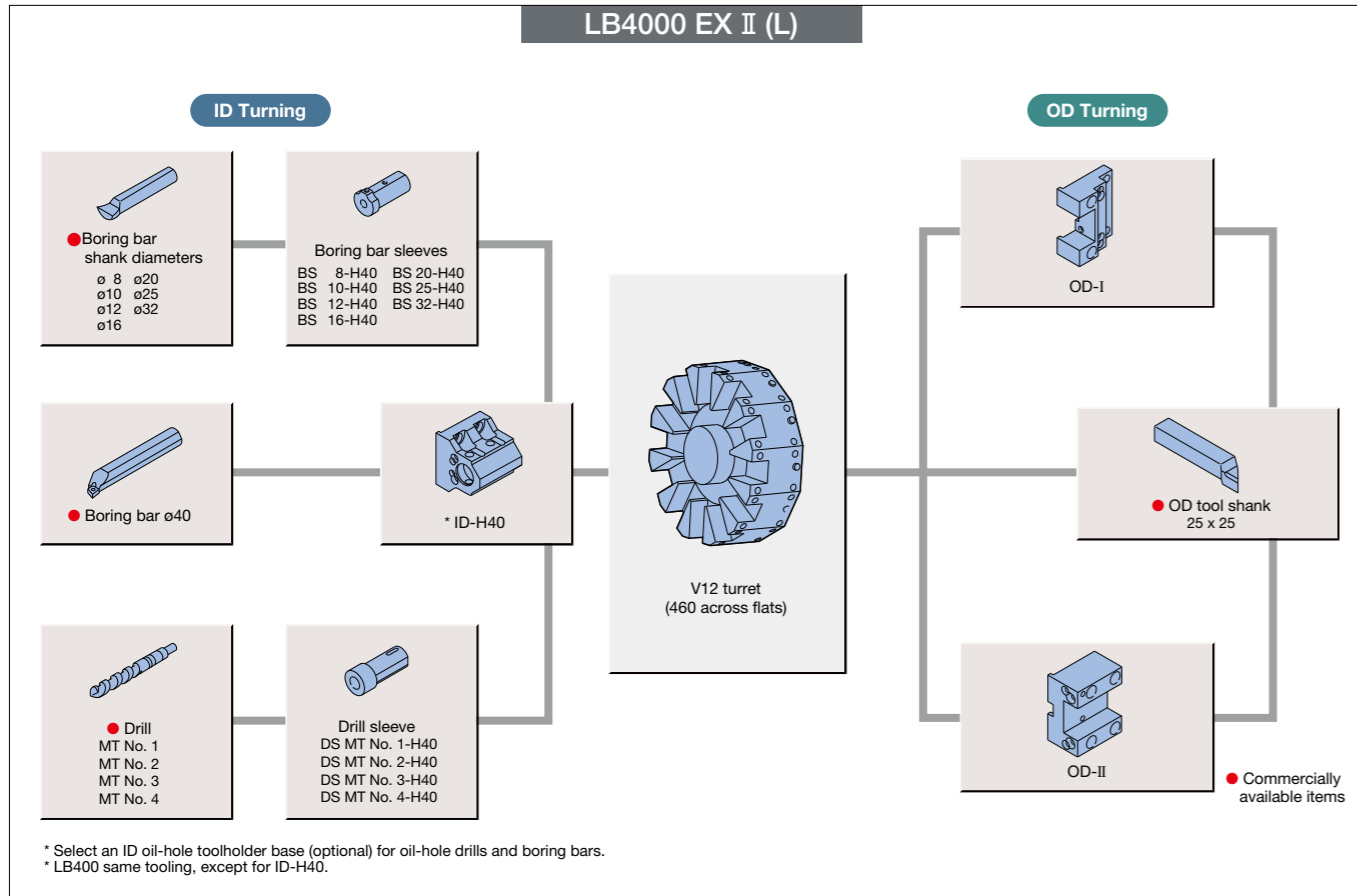 LB4000 EX Ⅱ (L)
ID Turning
OD Turning
● Boring bar
shank diameters
ø 8 ø20
ø10 ø25
ø12 ø32
ø16
Boring bar sleeves
BS 8-H40 BS 20-H40
BS 10-H40 BS 25-H40
BS 12-H40 BS 32-H40
BS 16-H40
● Boring bar ø40
* ID-H40
● Drill
MT No. 1
MT No. 2
MT No. 3
MT No. 4
Drill sleeve
DS MT No. 1-H40
DS MT No. 2-H40
DS MT No. 3-H40
DS MT No. 4-H40
V12 turret
(460 across flats)
OD-Ⅰ
● OD tool shank
25 x 25
OD-Ⅱ
● Commercially
available items
* Select an ID oil-hole toolholder base (optional) for oil-hole drills and boring bars.
* LB400 same tooling, except for ID-H40.